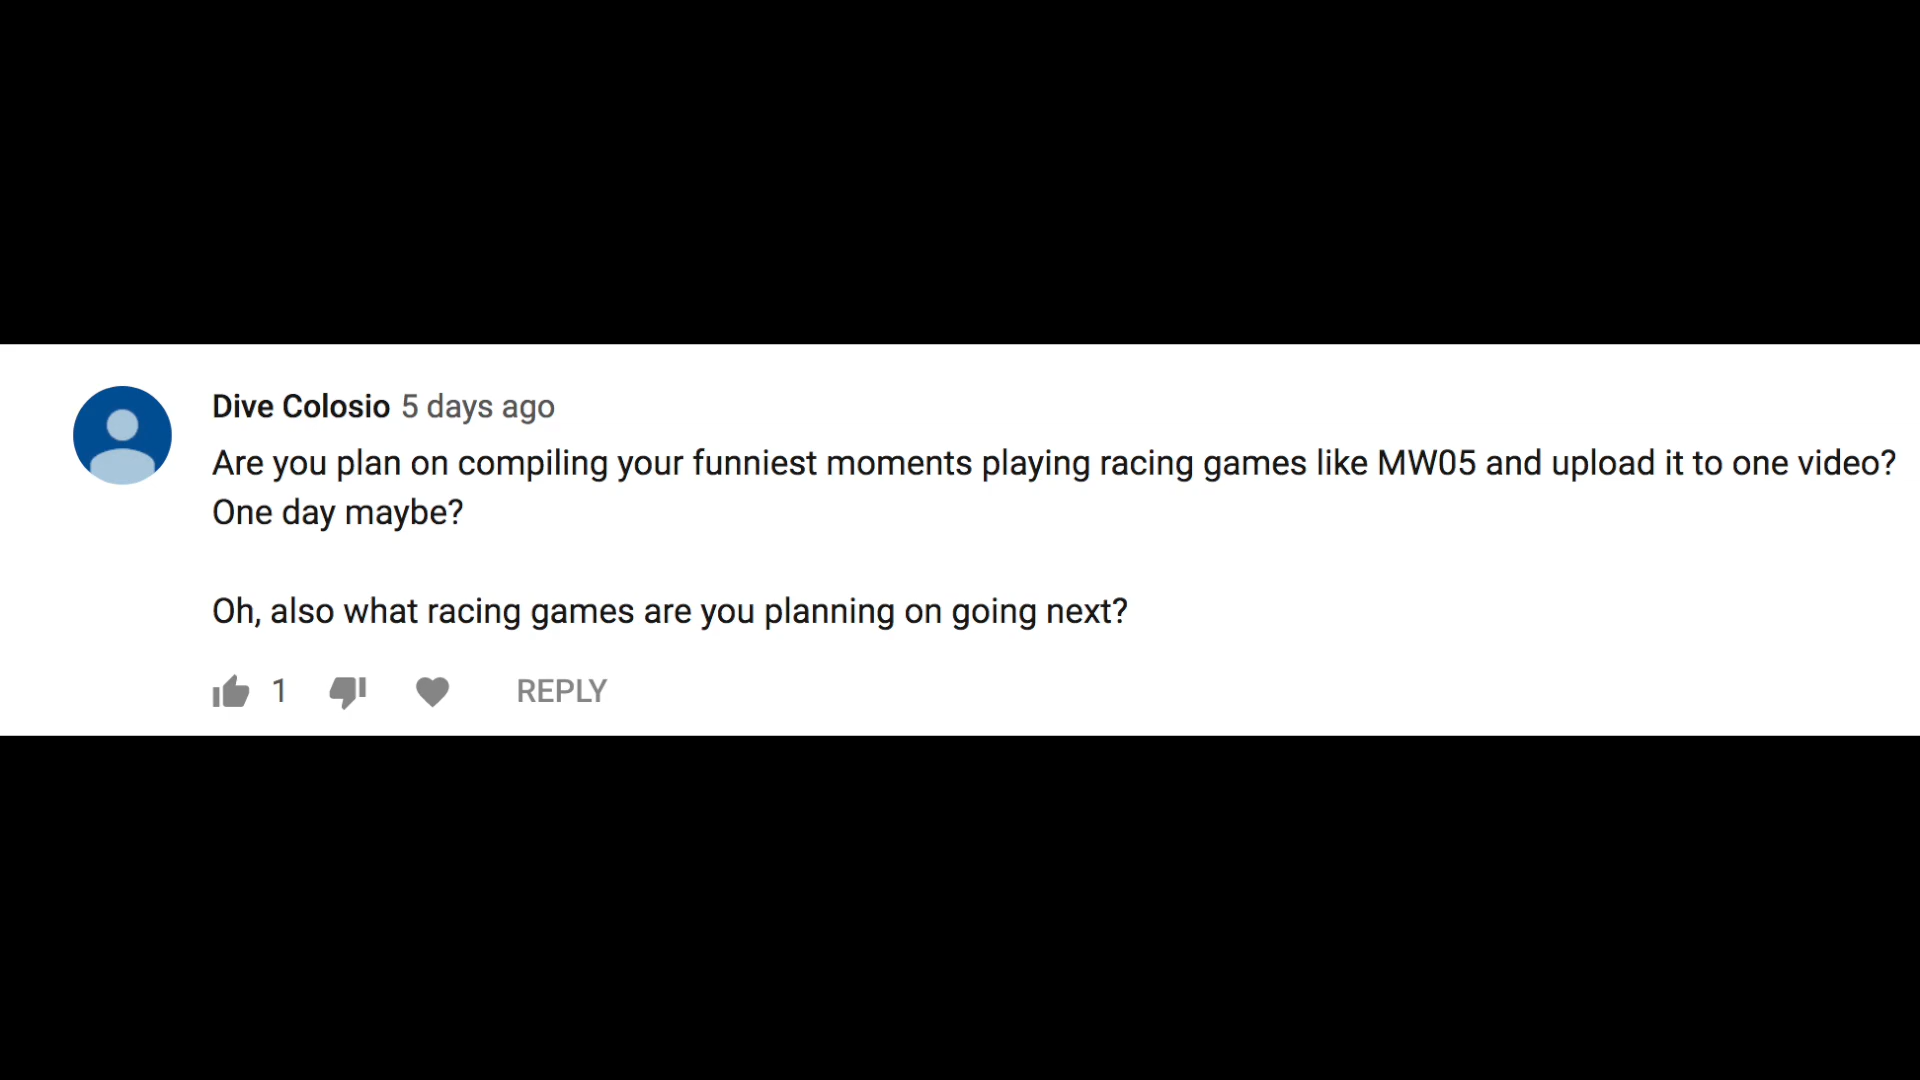 Dive Colosio 5 days ago
Are you plan on compiling your funniest moments playing racing games like MW05 and upload it to one video?
One day maybe?
Oh, also what racing games are you planning on going next?
1 REPLY